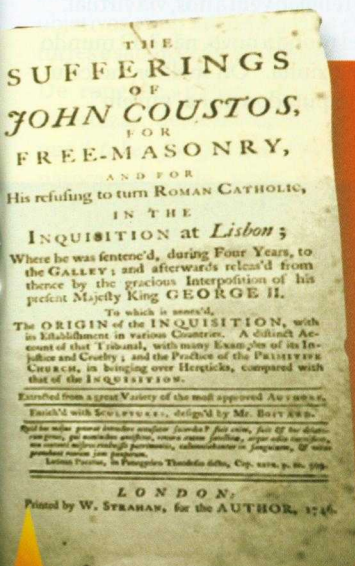 THE
SUFFERINGS
OF
JOHN COUSTOS,
FOR
FREE-MASONRY,
AND FOR
His refusing to turn ROMAN CATHOLIC,
IN THE
INQUISITION at Lisbon;
Where he was sentenc'd, during Four Years, to
the GALLEY; and afterwards releas'd from
thence by the gracious Interposition of his
present Majesty King GEORGE II.
To which is annex'd,
The ORIGIN of the INQUISITION, with
its Establishment in various Countries. A distinct Ac-
count of that Tribunal, with many Examples of its In-
justice and Cruelty; and the Practice of the PRIMITIVE
CHURCH, in bringing over Hereticks, compared with
that of the INQUISITION.
Extracted from a great Variety of the most approved AUTHORS.
Enrich'd with SCULPTURES, design'd by Mr. BOITARD.
LONDON:
Printed by W. STRAHAN, for the AUTHOR, 1746.